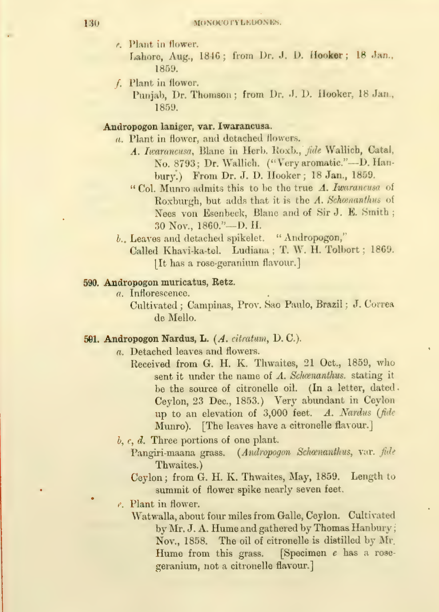 130 MONOCOTYLEDONES.
e. Plant in flower.
Lahore, Aug., 1846 ; from Dr. J. D. Hooker ; 18 Jan.,
1859.
f. Plant in flower.
Punjab, Dr. Thomson ; from Dr. J. D. Hooker, 18 Jan.,
1859.
Andropogon laniger, var. Iwarancusa.
a. Plant in flower, and detached flowers.
A. Iwarancusa, Blane in Herb. Roxb., fide Wallich, Catal.
No. 8793 ; Dr. Wallich. ("Very aromatic."—D. Han-
bury.) From Dr. J. D. Hooker ; 18 Jan., 1859.
"Col. Munro admits this to be the true A. Iwarancusa of
Roxburgh, but adds that it is the A. Schœnanthus of
Nees von Esenbeck, Blane and of Sir J. E. Smith ;
30 Nov., 1860."—D. H.
b., Leaves and detached spikelet. "Andropogon,"
Called Khavi-ka-tel. Ludiana ; T. W. H. Tolbort ; 1869.
[It has a rose-geranium flavour.]
590. Andropogon muricatus, Retz.
a. Inflorescence.
Cultivated ; Campinas, Prov. Sao Paulo, Brazil ; J. Correa
de Mello.
591. Andropogon Nardus, L. (A. citratum, D. C.).
a. Detached leaves and flowers.
Received from G. H. K. Thwaites, 21 Oct., 1859, who
sent it under the name of A. Schœnanthus. stating it
be the source of citronelle oil. (In a letter, dated.
Ceylon, 23 Dec., 1853.) Very abundant in Ceylon
up to an elevation of 3,000 feet. A. Nardus (fide
Munro). [The leaves have a citronelle flavour.]
b, c, d. Three portions of one plant.
Pangiri-maana grass. (Andropogon Schœnanthus, var. fide
Thwaites.)
Ceylon ; from G. H. K. Thwaites, May, 1859. Length to
summit of flower spike nearly seven feet.
e. Plant in flower.
Watwalla, about four miles from Galle, Ceylon. Cultivated
by Mr. J. A. Hume and gathered by Thomas Hanbury ;
Nov., 1858. The oil of citronelle is distilled by Mr.
Hume from this grass. [Specimen e has a rose-
geranium, not a citronelle flavour.]